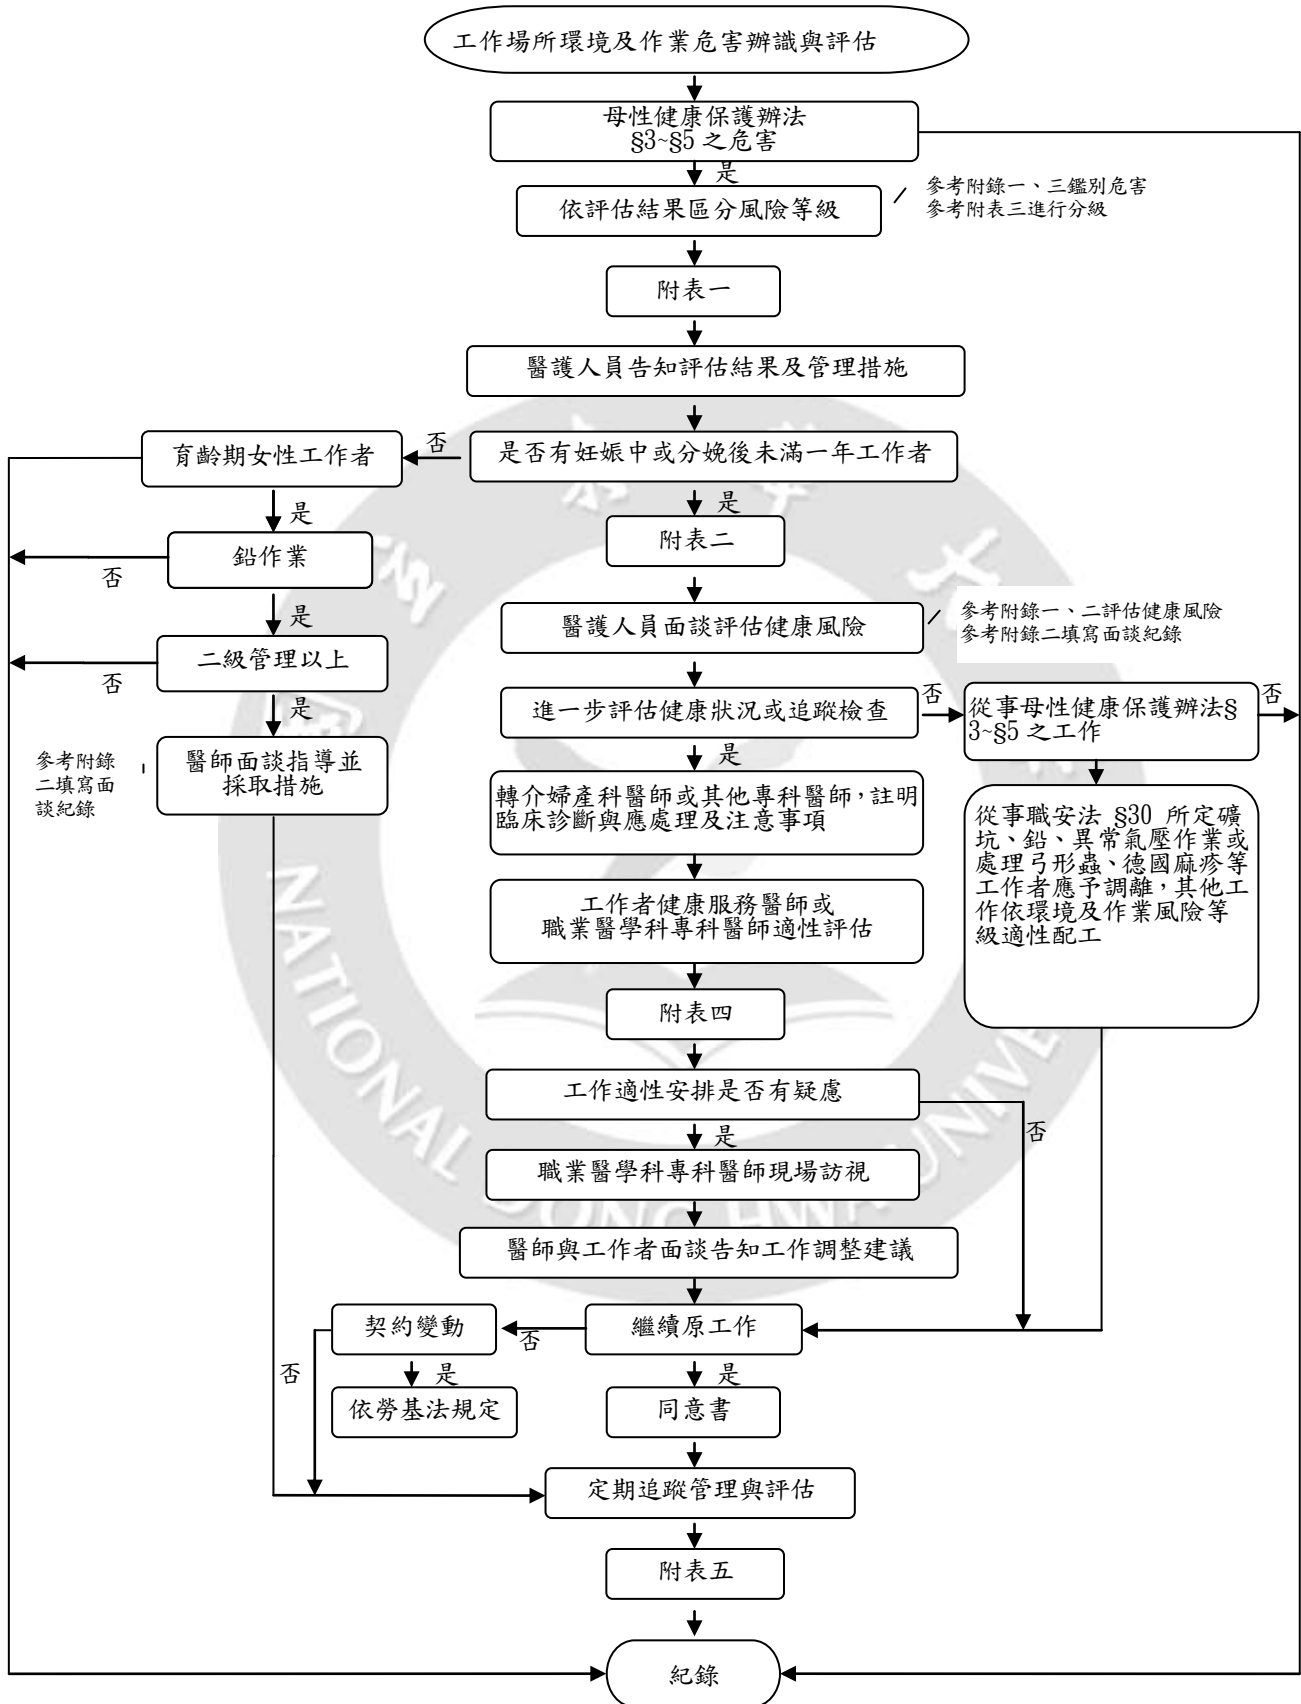 工作場所環境及作業危害辨識與評估
母性健康保護辦法
§3~§5 之危害
是
依評估結果區分風險等級
參考附錄一、三鑑別危害
參考附表三進行分級
附表一
醫護人員告知評估結果及管理措施
育齡期女性工作者
否
是否有妊娠中或分娩後未滿一年工作者
是
是
鉛作業
否
附表二
是
醫護人員面談評估健康風險
參考附錄一、二評估健康風險
參考附錄二填寫面談紀錄
二級管理以上
否
是
進一步評估健康狀況或追蹤檢查
否
從事母性健康保護辦法§
3~§5 之工作
否
是
參考附錄
二填寫面
談紀錄
醫師面談指導並
採取措施
轉介婦產科醫師或其他專科醫師，註明
臨床診斷與應處理及注意事項
從事職安法 §30 所定礦
坑、鉛、異常氣壓作業或
處理弓形蟲、德國麻疹等
工作者應予調離，其他工
作依環境及作業風險等
級適性配工
工作者健康服務醫師或
職業醫學科專科醫師適性評估
附表四
工作適性安排是否有疑慮
否
是
職業醫學科專科醫師現場訪視
醫師與工作者面談告知工作調整建議
契約變動
否
繼續原工作
否
是
是
依勞基法規定
同意書
定期追蹤管理與評估
附表五
紀錄
NATIONAL DONG HWA UNIVE